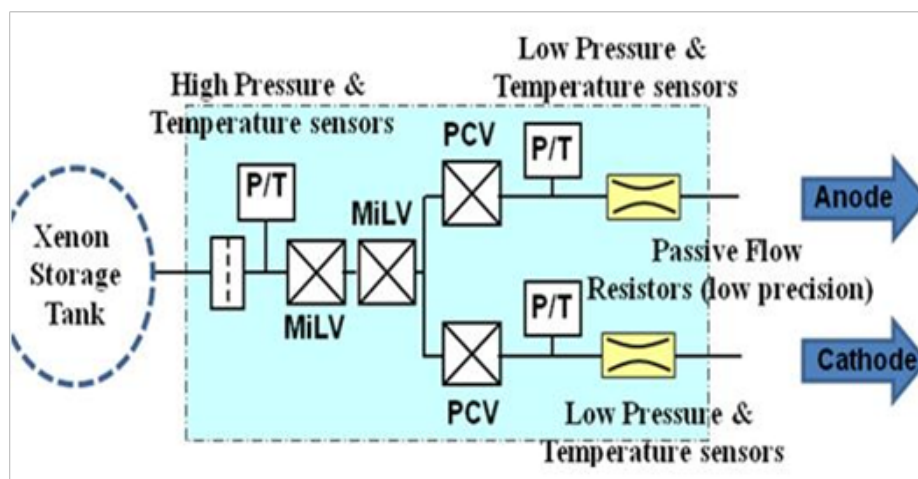 Low Pressure &
Temperature sensors
High Pressure &
Temperature sensors
PCV
P/T
P/T
MiLV
Anode
Xenon
Storage
Tank
Passive Flow
Resistors (low precision)
MiLV
P/T
PCV
Cathode
Low Pressure &
Temperature sensors